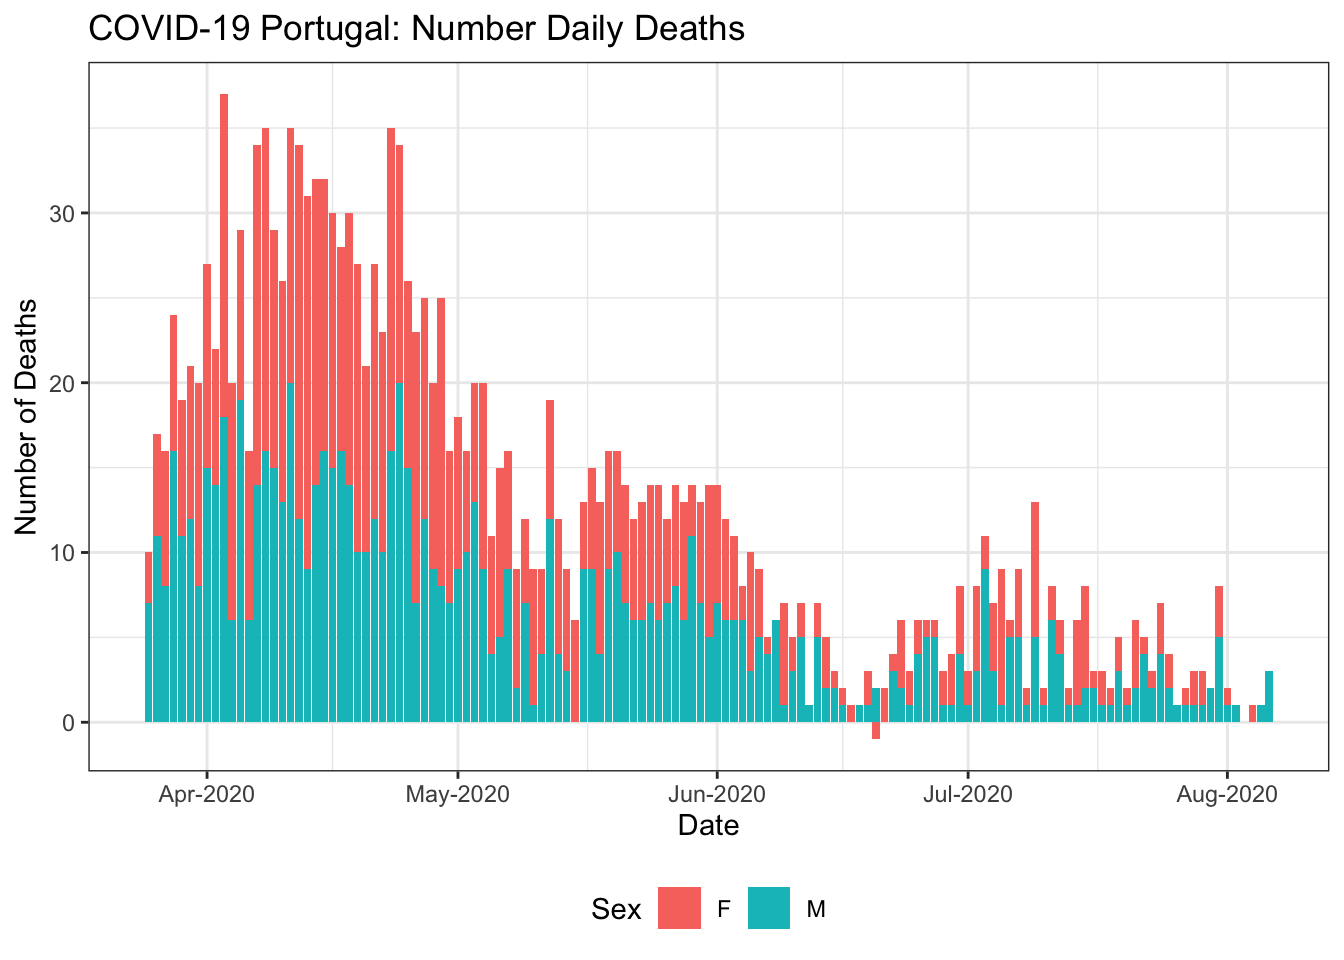 COVID-19 Portugal: Number Daily Deaths
Number of Deaths
30
20
10
0
Apr-2020 May-2020 Jun-2020 Jul-2020 Aug-2020
Date
Sex F M